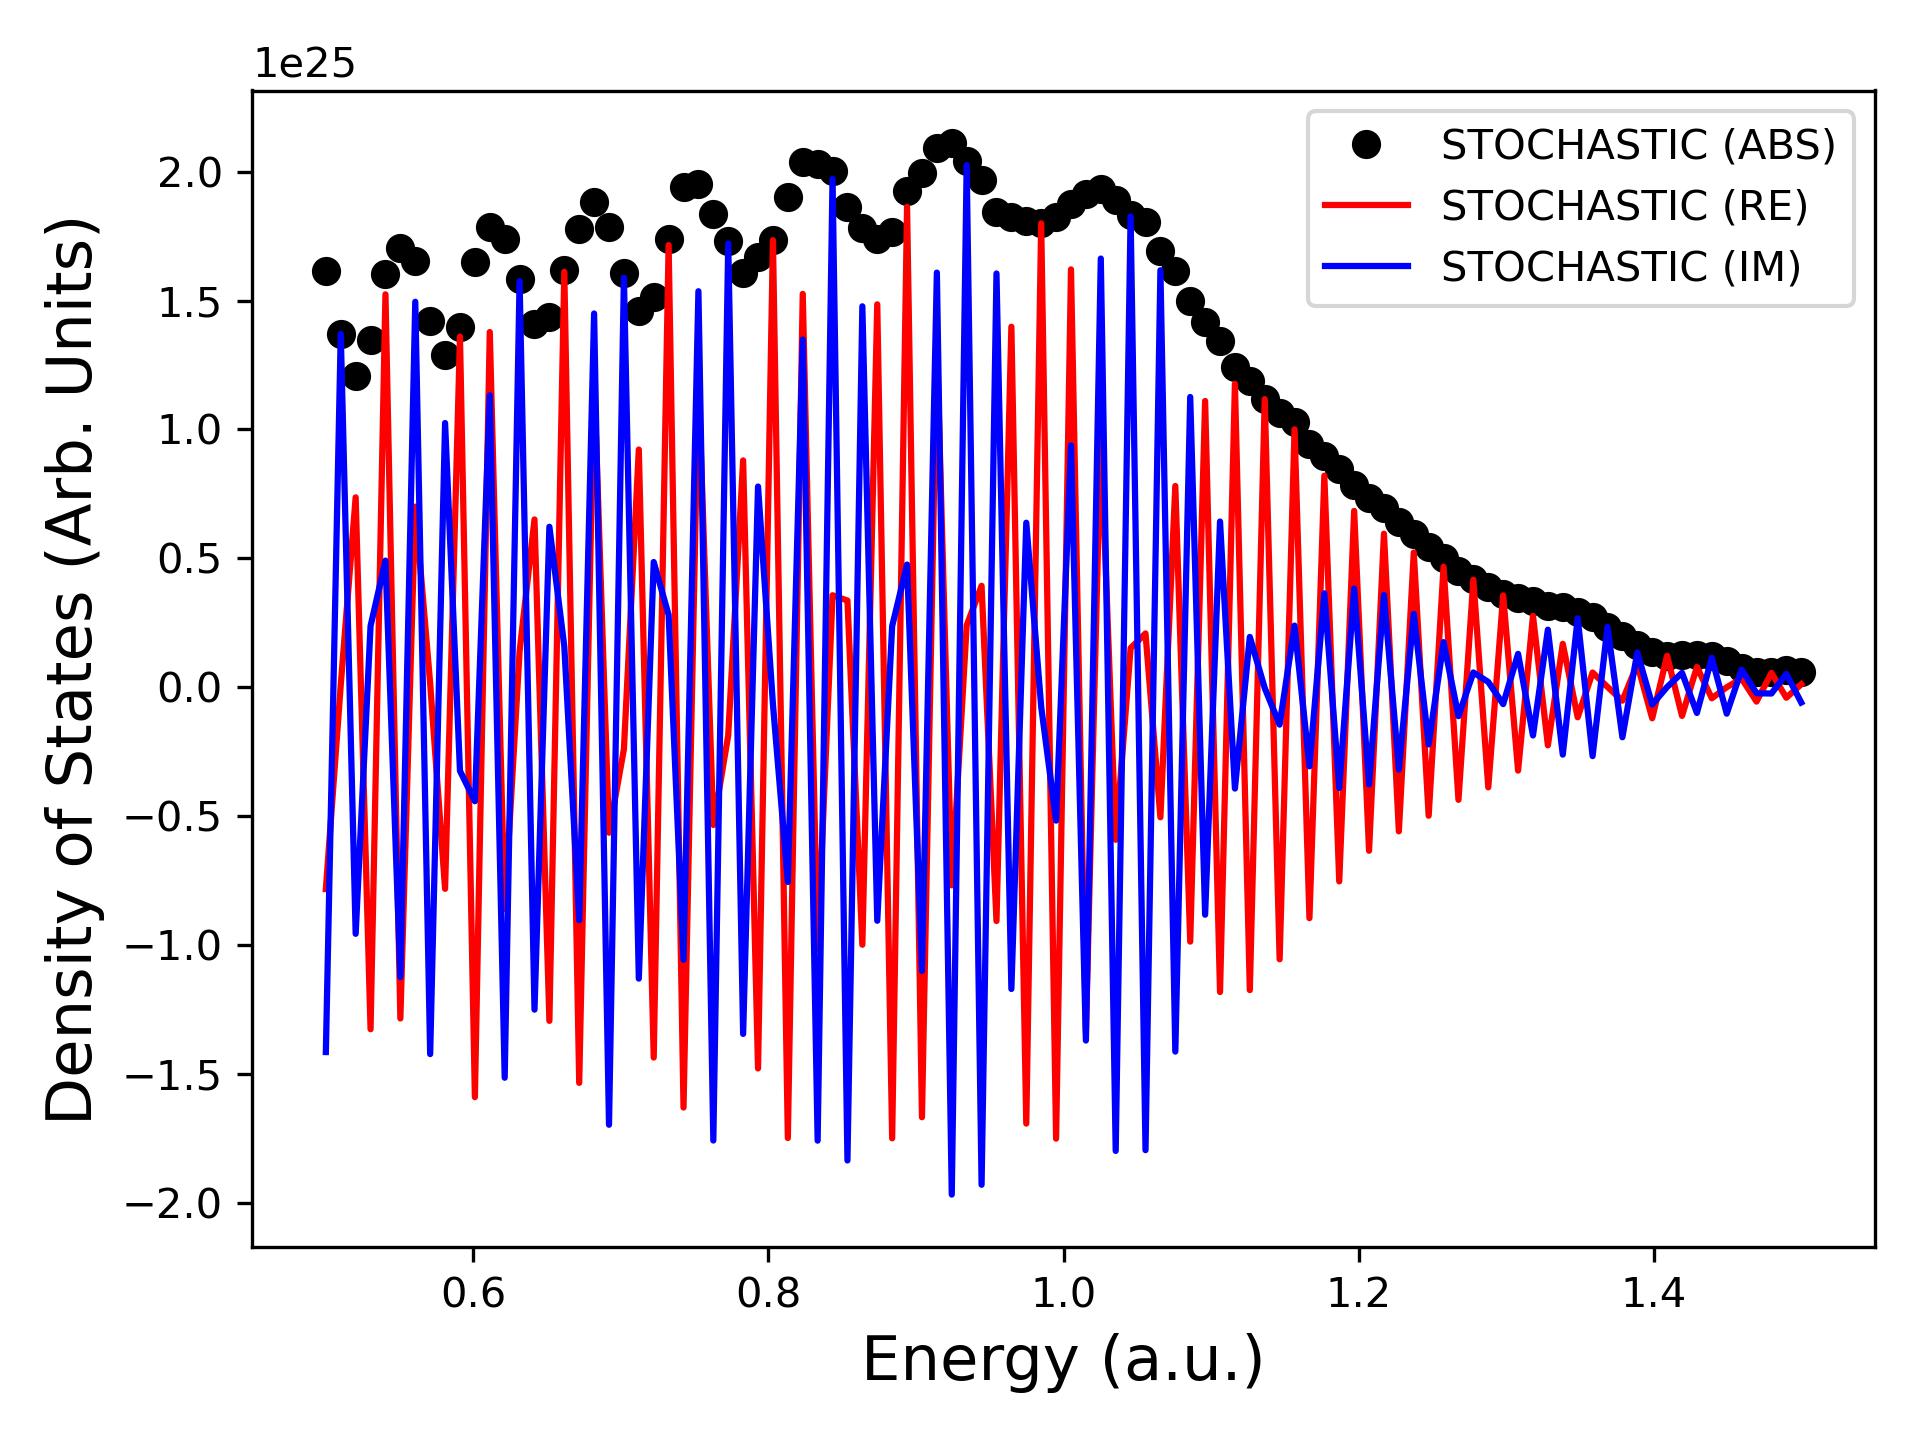 1e25
STOCHASTIC (ABS)
STOCHASTIC (RE)
STOCHASTIC (IM)
Density of States (Arb. Units)
2.0
1.5
1.0
0.5
0.0
−0.5
−1.0
−1.5
−2.0
0.6 0.8 1.0 1.2 1.4
Energy (a.u.)